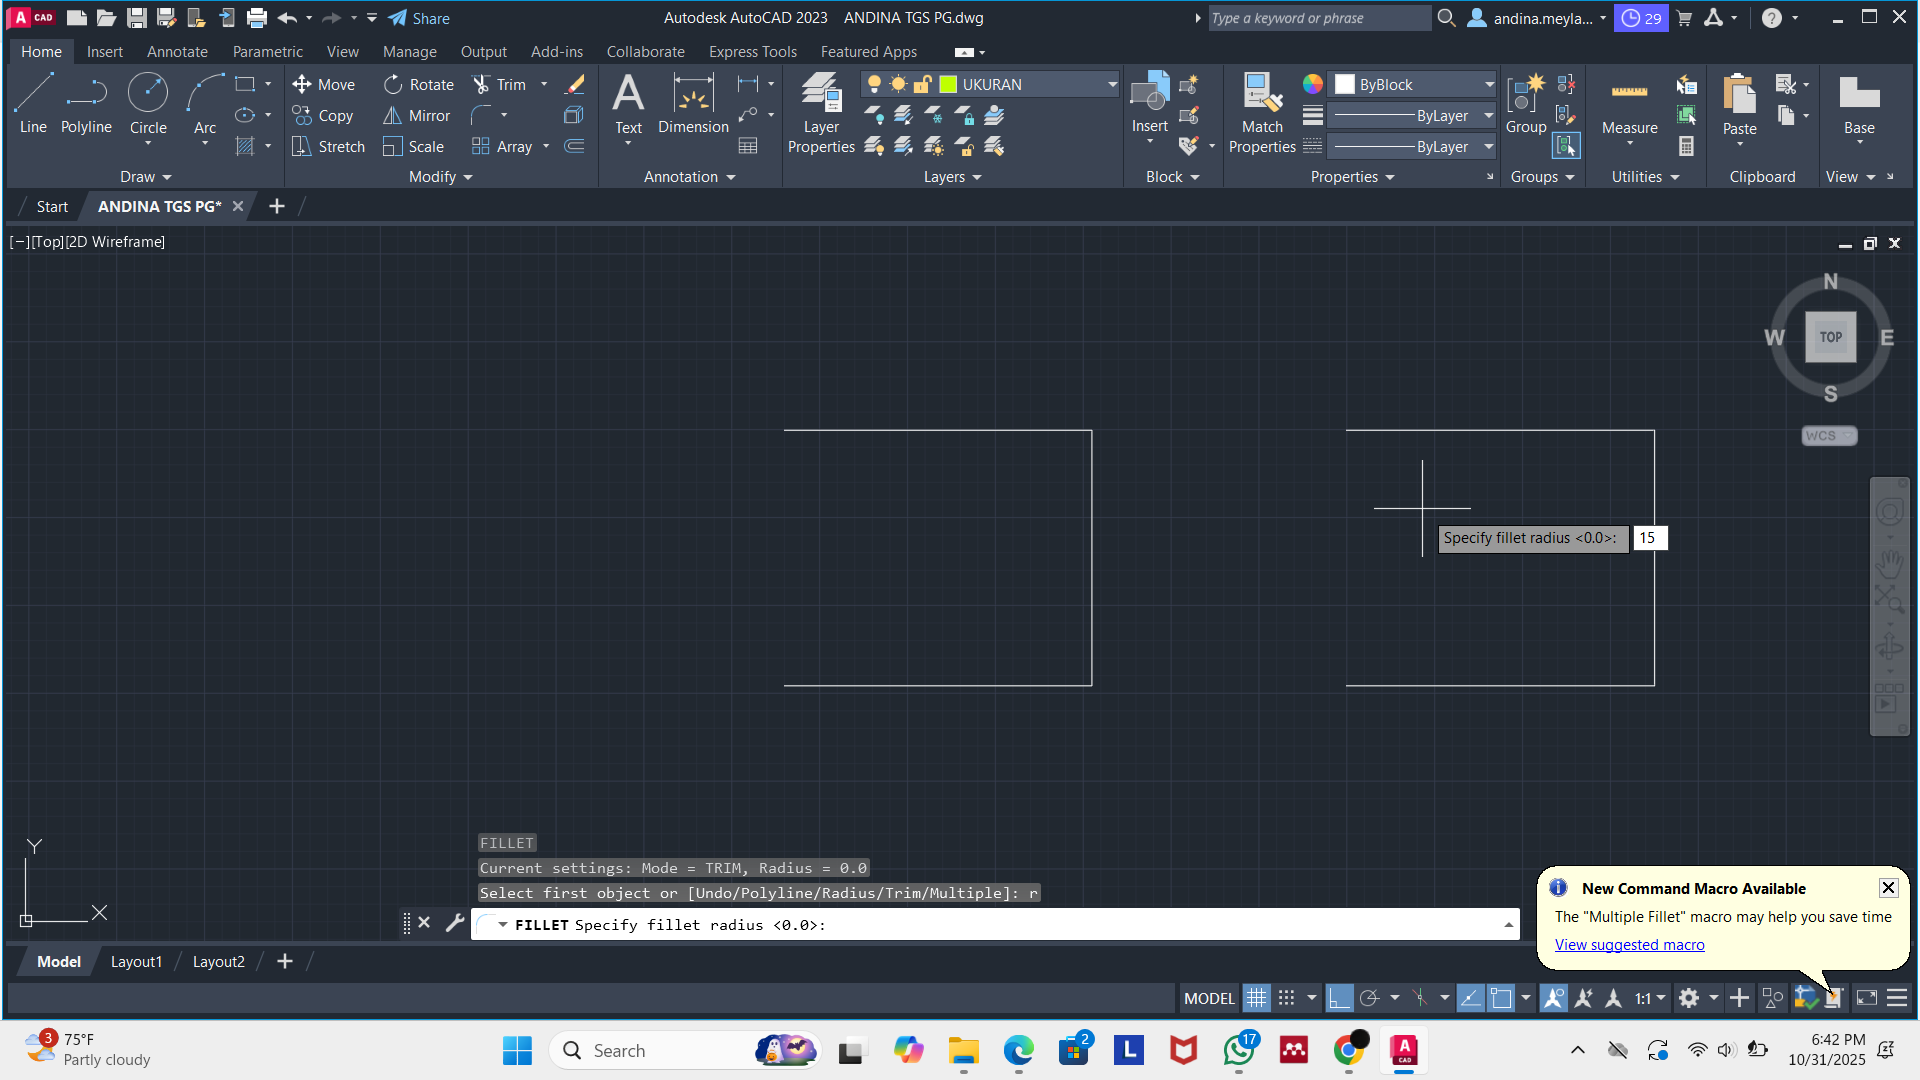 A CAD
Share
Autodesk AutoCAD 2023 ANDINA TGS PG.dwg
Type a keyword or phrase
andina.meyla...
29
Home Insert Annotate Parametric View Manage Output Add-ins Collaborate Express Tools Featured Apps
Line Polyline Circle Arc
Move Rotate Trim
Copy Mirror
Stretch Scale Array
Text Dimension
Layer Properties
UKURAN
Insert
Match Properties
ByBlock
ByLayer
ByLayer
Group
Measure
Paste
Base
Draw Modify Annotation Layers Block Properties Groups Utilities Clipboard View
Start ANDINA TGS PG*
[−][Top][2D Wireframe]
N
W TOP E
S
WCS
Specify fillet radius <0.0>: 15
Y
X
FILLET
Current settings: Mode = TRIM, Radius = 0.0
Select first object or [Undo/Polyline/Radius/Trim/Multiple]: r
FILLET Specify fillet radius <0.0>:
New Command Macro Available
The "Multiple Fillet" macro may help you save time
View suggested macro
Model Layout1 Layout2
MODEL 1:1
3
75°F
Partly cloudy
Search
2
L
17
A CAD
6:42 PM
10/31/2025